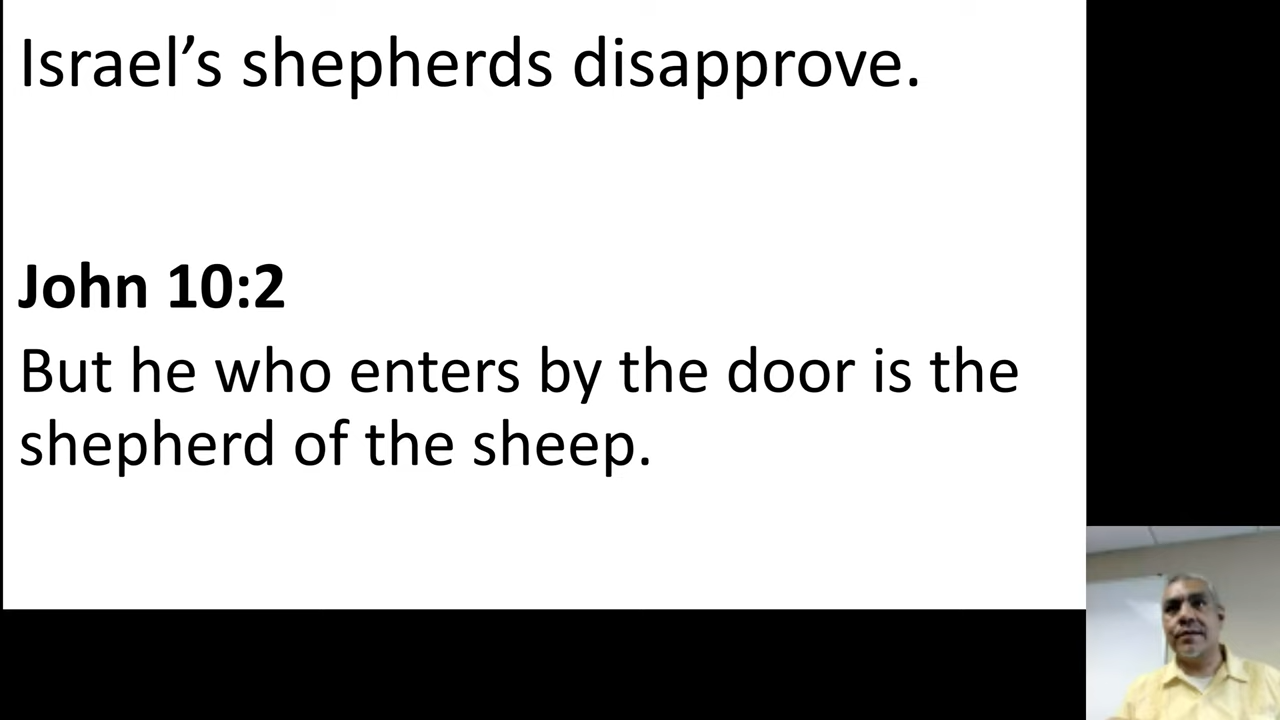 Israel’s shepherds disapprove.
John 10:2
But he who enters by the door is the
shepherd of the sheep.